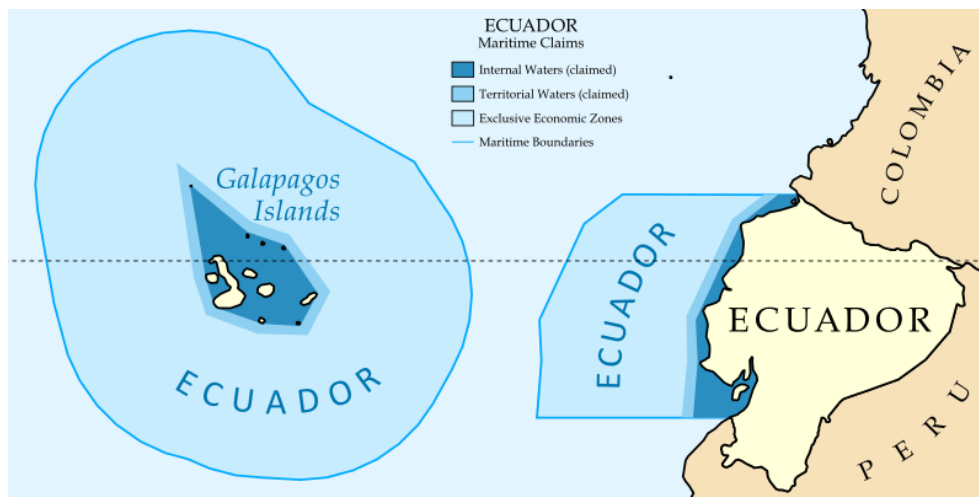 ECUADOR
Maritime Claims
Internal Waters (claimed)
Territorial Waters (claimed)
Exclusive Economic Zones
Maritime Boundaries
Galapagos
Islands
ECUADOR
ECUADOR
ECUADOR
COLOMBIA
PERU